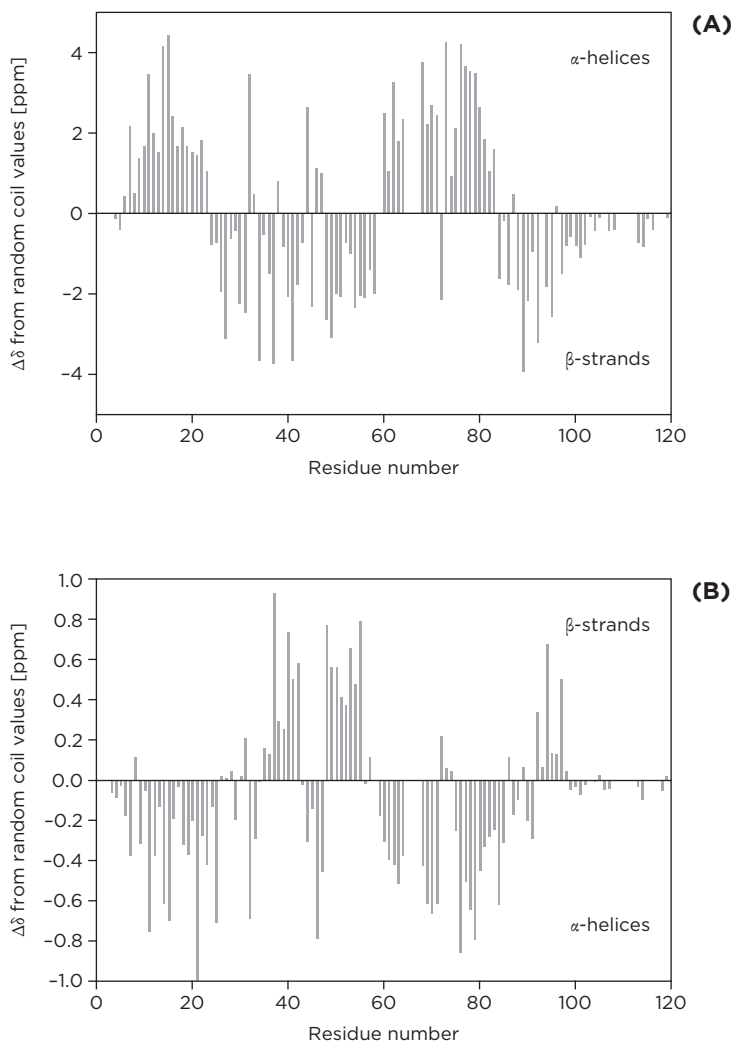 (A)
4
2
0
−2
−4
Δδ from random coil values [ppm]
α-helices
β-strands
0 20 40 60 80 100 120
Residue number
(B)
1.0
0.8
0.6
0.4
0.2
0.0
−0.2
−0.4
−0.6
−0.8
−1.0
Δδ from random coil values [ppm]
β-strands
α-helices
0 20 40 60 80 100 120
Residue number